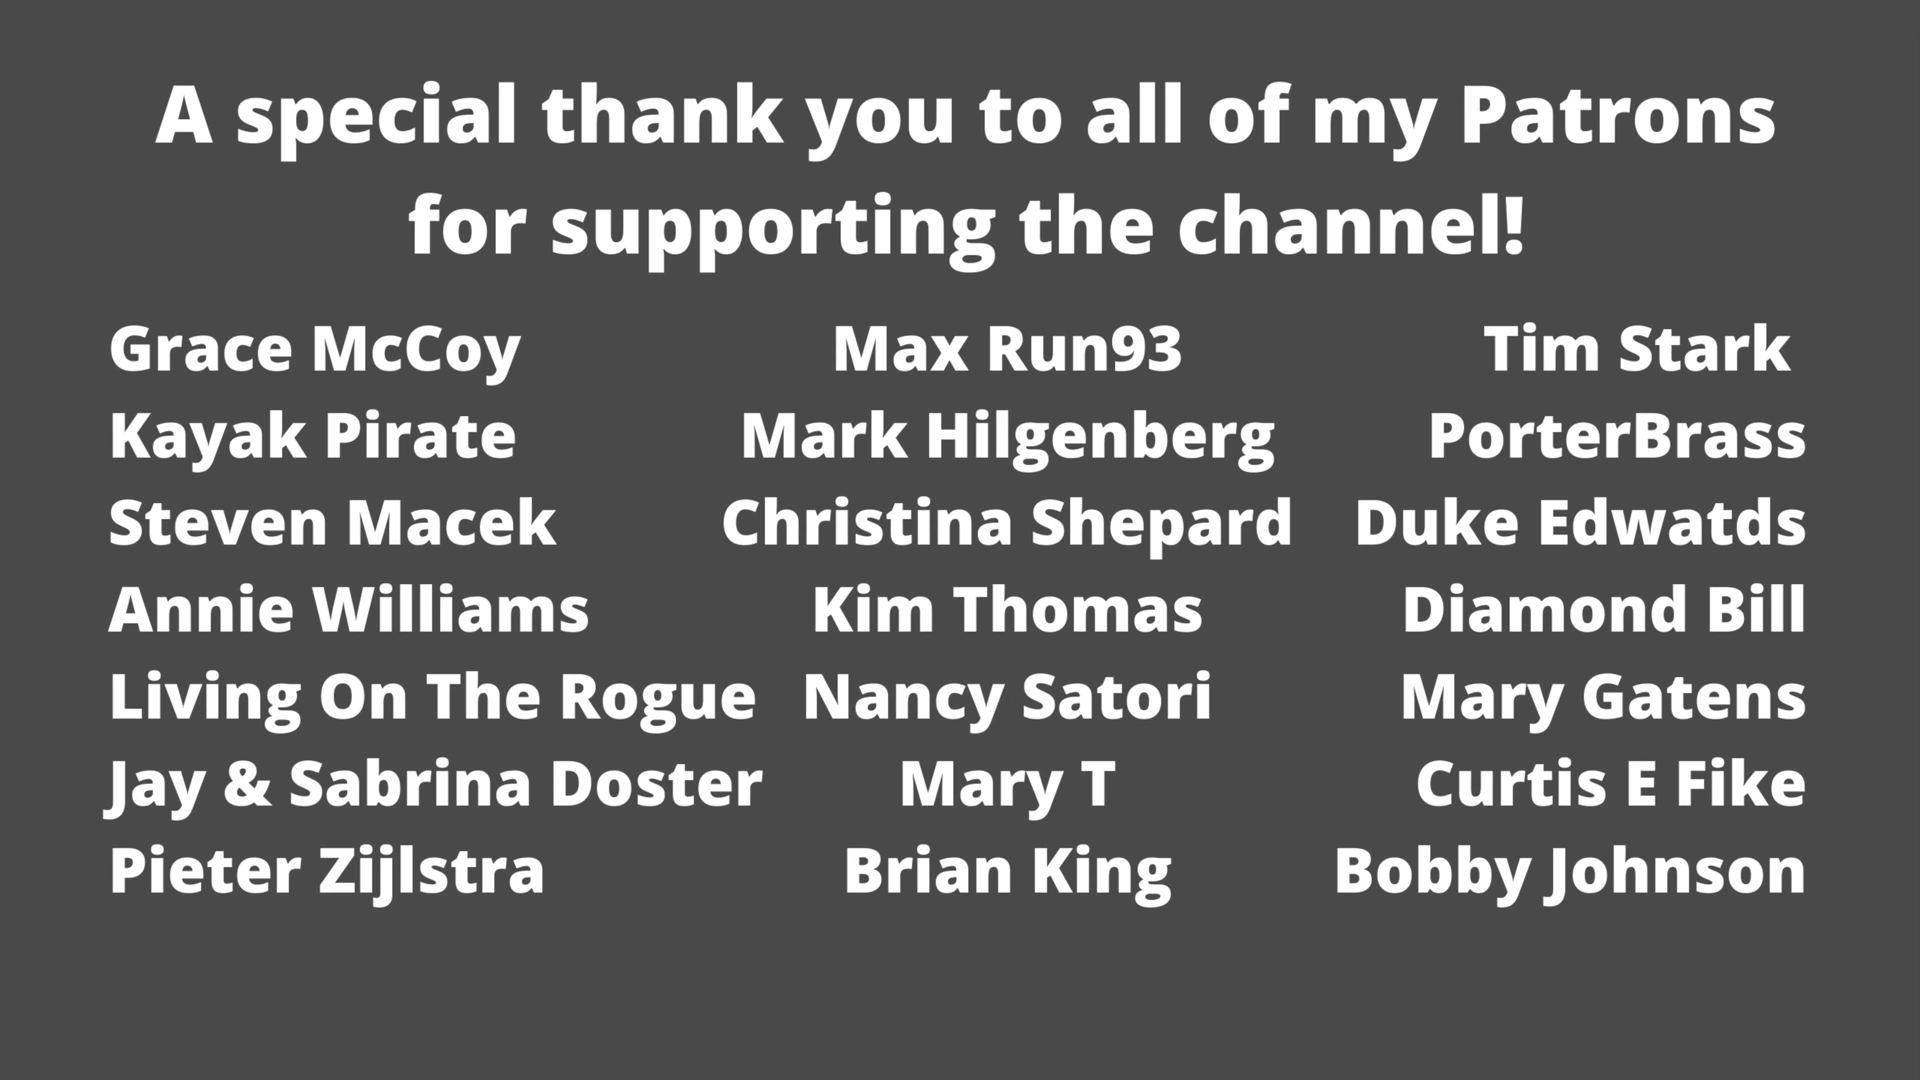 A special thank you to all of my Patrons
for supporting the channel!
Grace McCoy
Kayak Pirate
Steven Macek
Annie Williams
Living On The Rogue
Jay & Sabrina Doster
Pieter Zijlstra
Max Run93
Mark Hilgenberg
Christina Shepard
Kim Thomas
Nancy Satori
Mary T
Brian King
Tim Stark
PorterBrass
Duke Edwatds
Diamond Bill
Mary Gatens
Curtis E Fike
Bobby Johnson